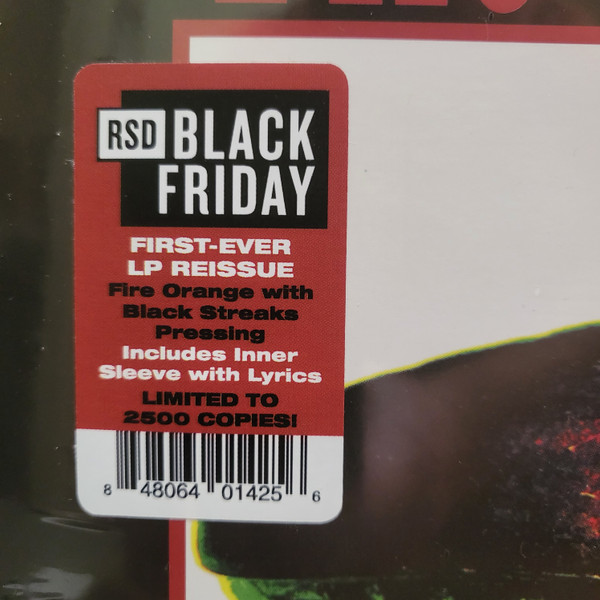 RSD BLACK
FRIDAY
FIRST-EVER
LP REISSUE
Fire Orange with
Black Streaks
Pressing
Includes Inner
Sleeve with Lyrics
LIMITED TO
2500 COPIES!
8 48064 01425 6